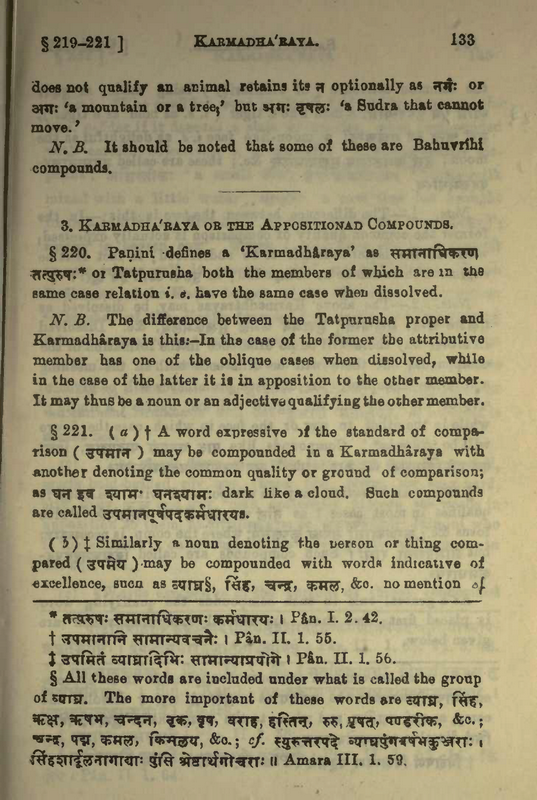 § 219-221 ] KARMADHA'RAYA. 133
does not qualify an animal retains its न optionally as नगः or
अगः 'a mountain or a tree,' but अगः वृषलः 'a Sudra that cannot
move.'
N. B. It should be noted that some of these are Bahuvrîhi
compounds.
3. KARMADHA'RAYA OR THE APPOSITIONAD COMPOUNDS.
§ 220. Paṇini defines a 'Karmadhâraya' as समानाधिकरण
तत्पुरुषः* or Tatpurusha both the members of which are in the
same case relation i. e. have the same case when dissolved.
N. B. The difference between the Tatpurusha proper and
Karmadhâraya is this:-In the case of the former the attributive
member has one of the oblique cases when dissolved, while
in the case of the latter it is in apposition to the other member.
It may thus be a noun or an adjective qualifying the other member.
§ 221. ( a ) † A word expressive of the standard of compa-
rison ( उपमान ) may be compounded in a Karmadhâraya with
another denoting the common quality or ground of comparison;
as घन इव श्यामः घनश्यामः dark like a cloud. Such compounds
are called उपमानपूर्वपदकर्मधारयs.
( b ) ‡ Similarly a noun denoting the person or thing com-
pared ( उपमेय ) may be compounded with words indicative of
excellence, such as व्याघ्र§, सिंह, चन्द्र, कमल, &c. no mention of
* तत्पुरुषः समानाधिकरणः कर्मधारयः । Pân. I. 2. 42.
† उपमानानि सामान्यवचनैः । Pân. II. 1. 55.
‡ उपमितं व्याघ्रादिभिः सामान्याप्रयोगे । Pân. II. 1. 56.
§ All these words are included under what is called the group
of व्याघ्र. The more important of these words are व्याघ्र, सिंह,
ऋक्ष, ऋषभ, चन्दन, वृक, वृष, वराह, हस्तिन्, रुरु, पृषत्, पुण्डरीक, &c.;
चन्द्र, पद्म, कमल, किसलय, &c.; cf. स्युरुत्तरपदे व्याघ्रपुंगवर्षभकुञ्जराः ।
सिंहशार्दूलनागाद्याः पुंसि श्रेष्ठार्थगोचराः ॥ Amara III. 1. 59.